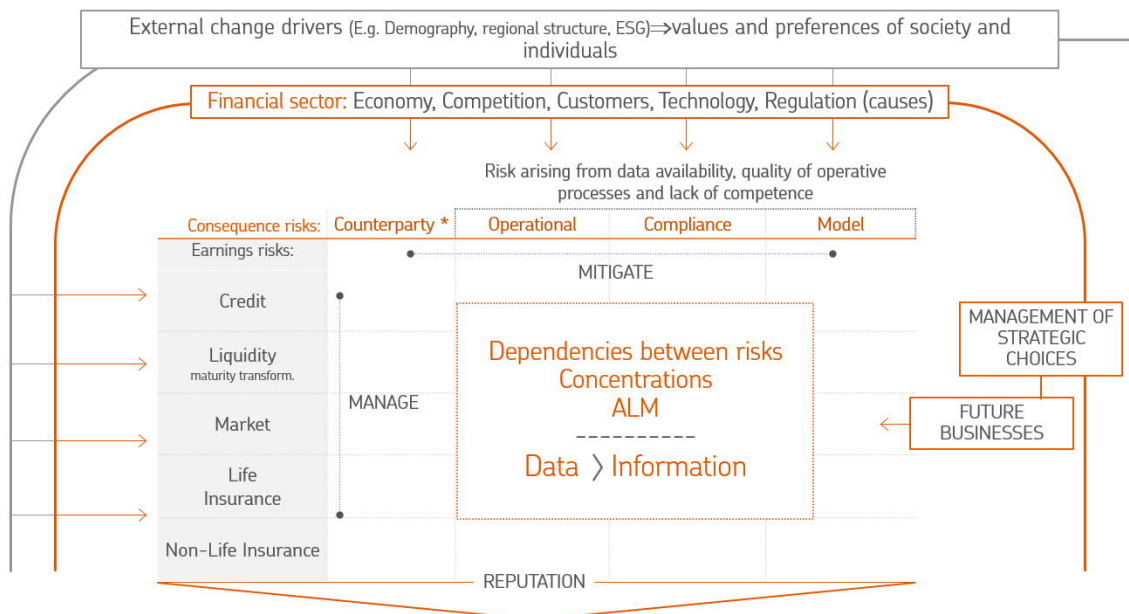 External change drivers (E.g. Demography, regional structure, ESG)⇒values and preferences of society and
individuals
Financial sector: Economy, Competition, Customers, Technology, Regulation (causes)
Risk arising from data availability, quality of operative
processes and lack of competence
Consequence risks: Counterparty * Operational Compliance Model
Earnings risks:
MITIGATE
Credit
Liquidity
maturity transform.
MANAGE
Market
Life
Insurance
Non-Life Insurance
Dependencies between risks
Concentrations
ALM
Data 〉Information
MANAGEMENT OF
STRATEGIC
CHOICES
FUTURE
BUSINESSES
REPUTATION